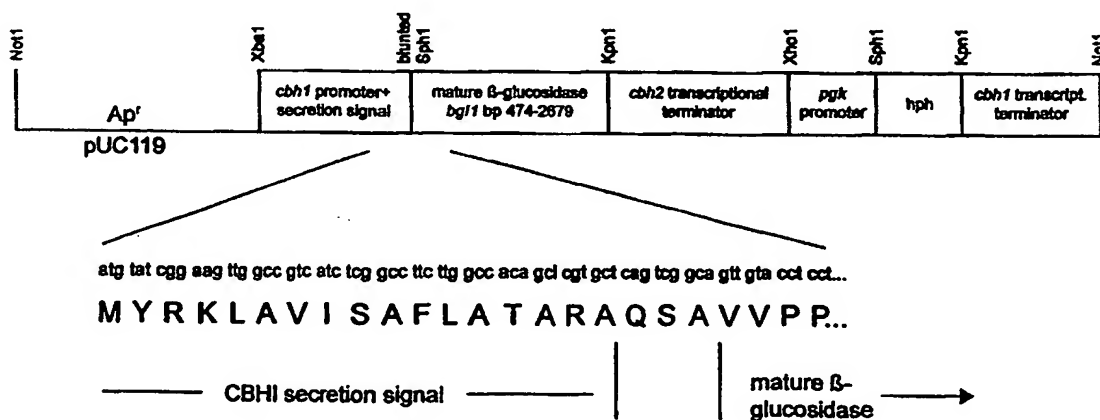 Not1 Xba1 blunted Sph1 Kpn1 Xho1 Sph1 Kpn1 Not1
cbh1 promoter+ mature ß-glucosidase cbh2 transcriptional pgk hph cbh1 transcript.
secretion signal bgl1 bp 474-2679 terminator promoter terminator
Apʳ
pUC119
atg tat cgg aag ttg gcc gtc atc tcg gcc ttc ttg gcc aca gcl cgt gct cag tcg gca gtt gta cct cct...
M Y R K L A V I S A F L A T A R A Q S A V V P P...
CBHI secretion signal mature ß-
glucosidase